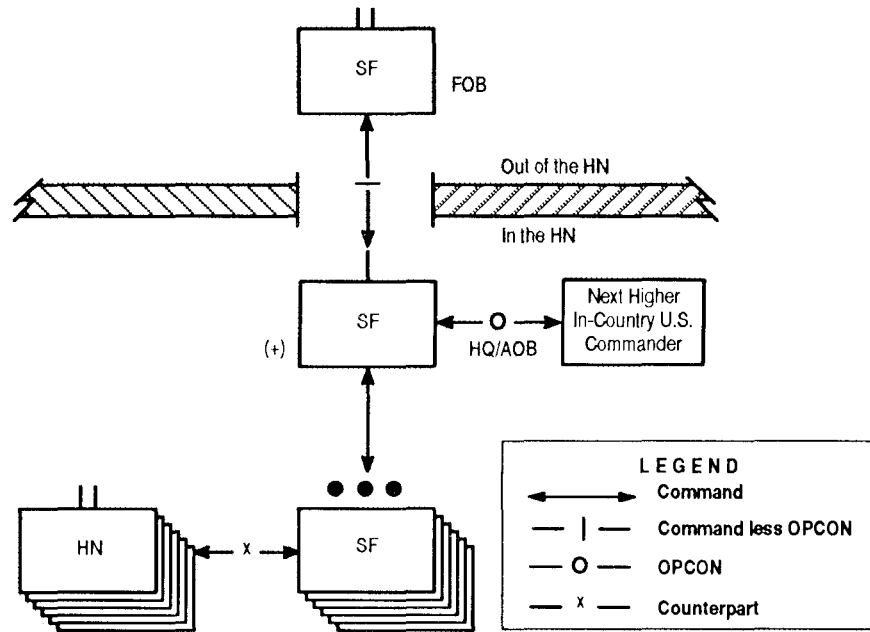 SF
FOB
Out of the HN
In the HN
SF
(+)
O
HQ/AOB
Next Higher
In-Country U.S.
Commander
HN
x
SF
LEGEND
Command
Command less OPCON
O OPCON
x Counterpart